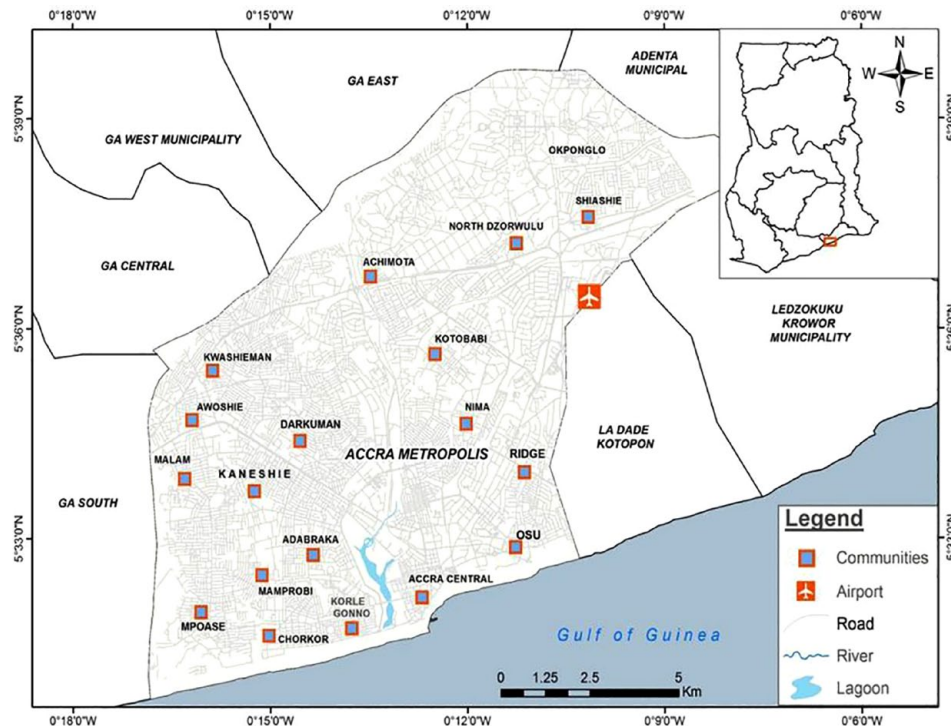 0°18'0"W 0°15'0"W 0°12'0"W 0°9'0"W 0°6'0"W
N
W E
S
ADENTA
MUNICIPAL
GA EAST
5°39'0"N
GA WEST MUNICIPALITY
OKPONGLO
SHIASHIE
NORTH DZORWULU
GA CENTRAL
ACHIMOTA
LEDZOKUKU
KROWOR
MUNICIPALITY
5°36'0"N
KOTOBABI
KWASHIEMAN
AWOSHIE
NIMA
DARKUMAN
LA DADE
KOTOPON
ACCRA METROPOLIS
RIDGE
MALAM
KANESHIE
GA SOUTH
5°33'0"N
OSU
ADABRAKA
ACCRA CENTRAL
MAMPROBI
KORLE
GONNO
MPOASE
CHORKOR
Gulf of Guinea
0 1.25 2.5 5
Km
Legend
Communities
Airport
Road
River
Lagoon
0°18'0"W 0°15'0"W 0°12'0"W 0°9'0"W 0°6'0"W